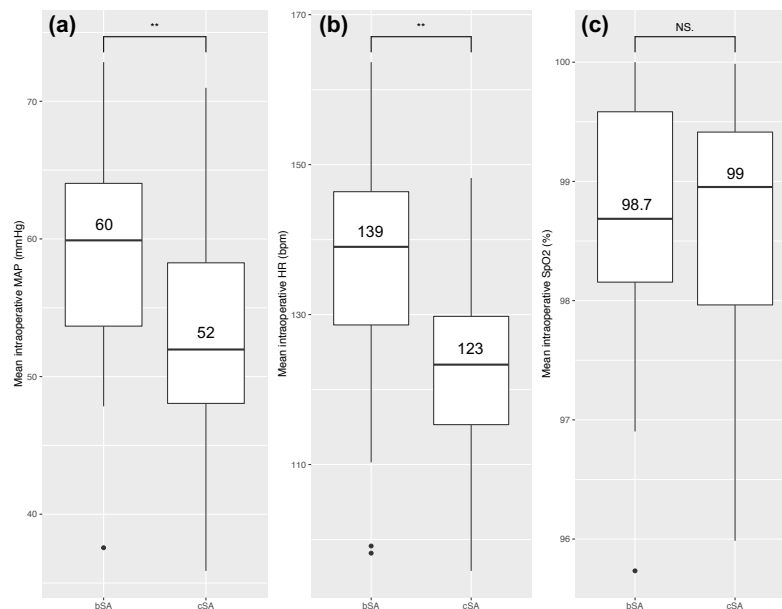 (a)
**
Mean intraoperative MAP (mmHg)
70
60
50
40
60
52
bSA
cSA
(b)
**
Mean intraoperative HR (bpm)
170
150
130
110
139
123
bSA
cSA
(c)
NS.
Mean intraoperative SpO2 (%)
100
99
98
97
96
98.7
99
bSA
cSA